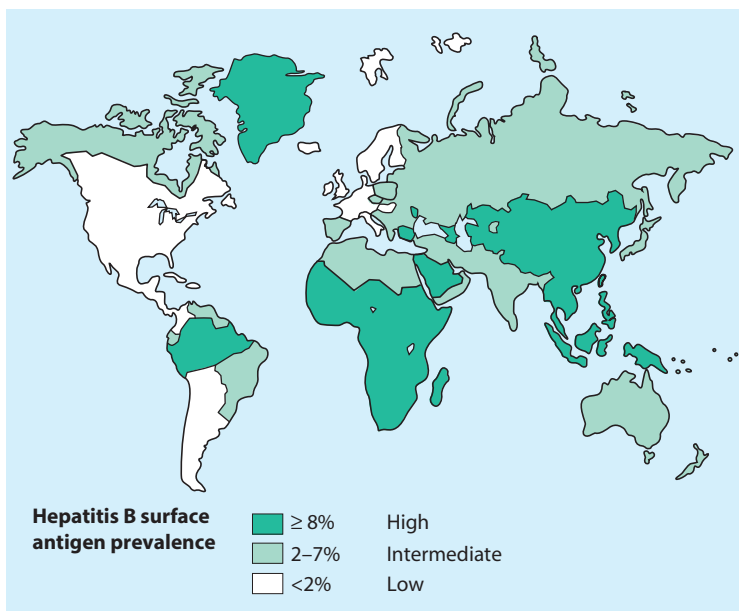 Hepatitis B surface
antigen prevalence
≥ 8% High
2–7% Intermediate
<2% Low